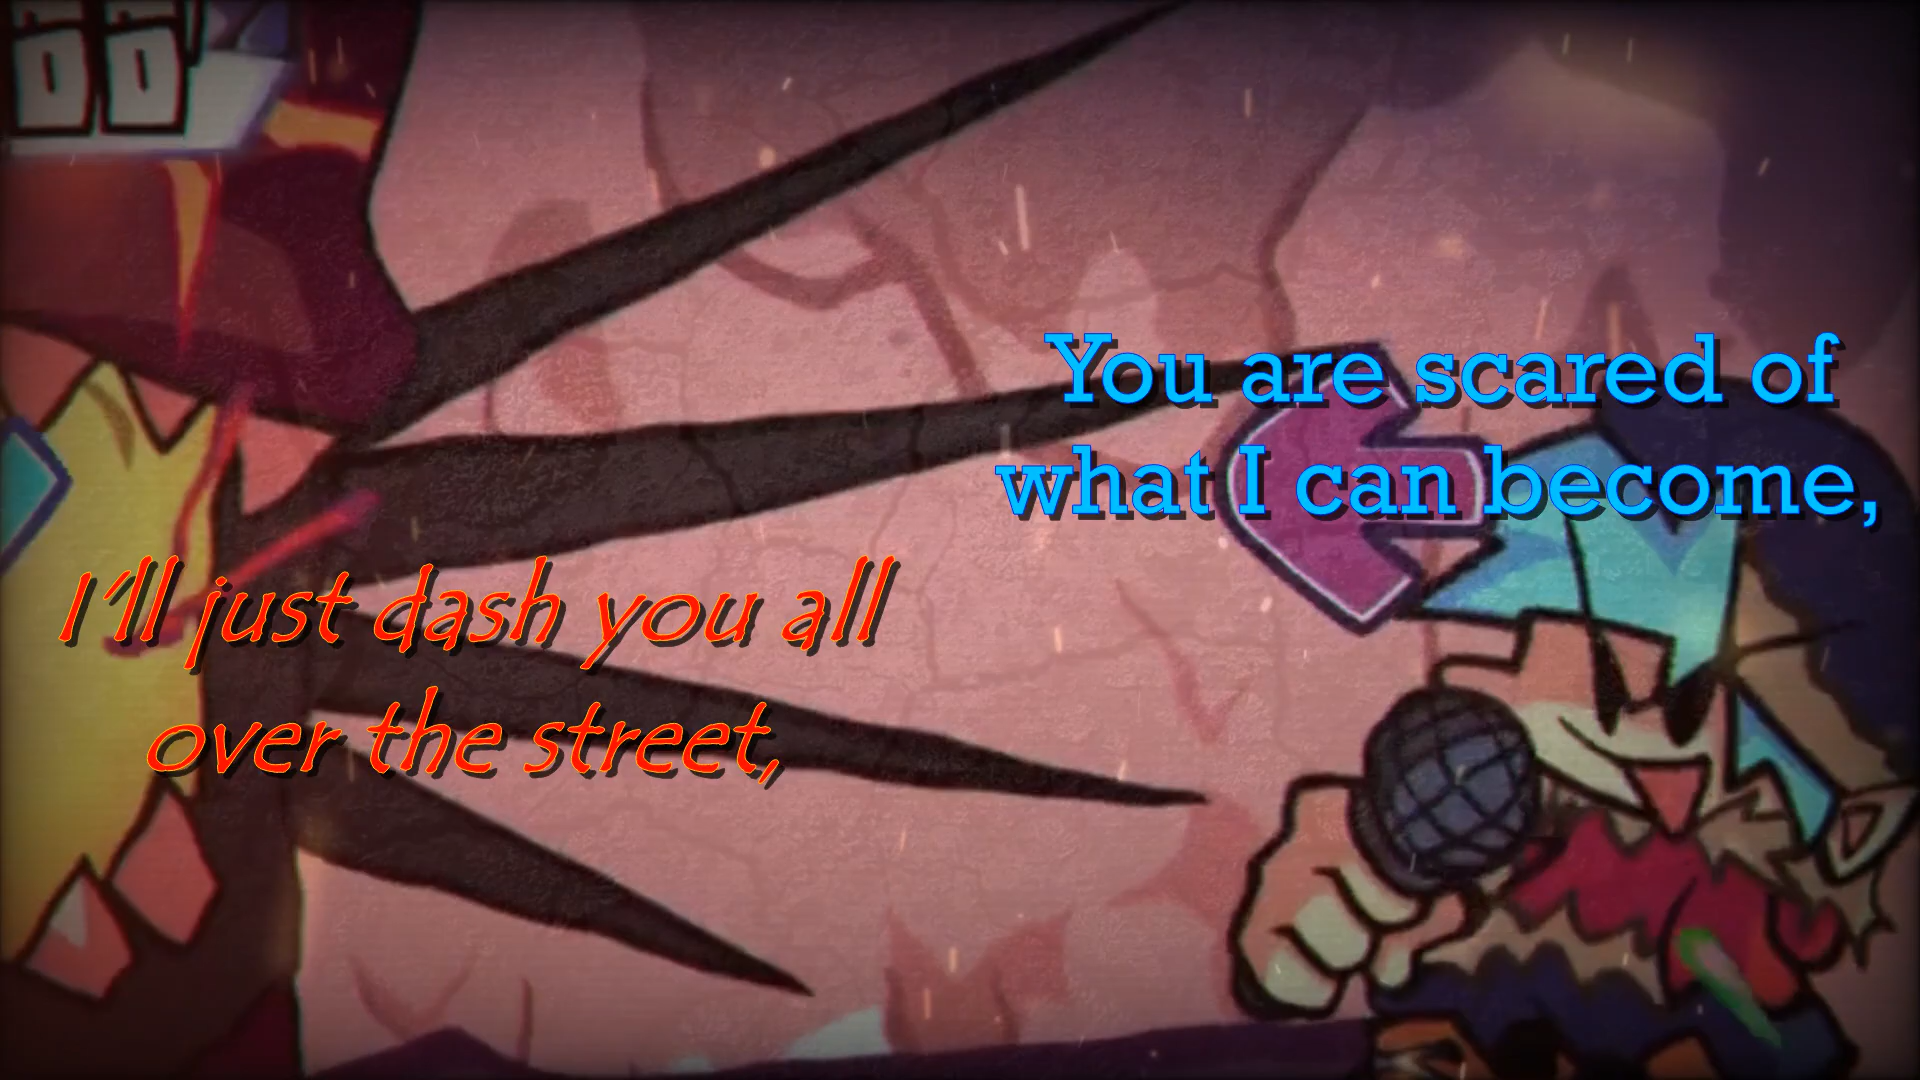 You are scared of
what I can become,
I'll just dash you all
over the street,